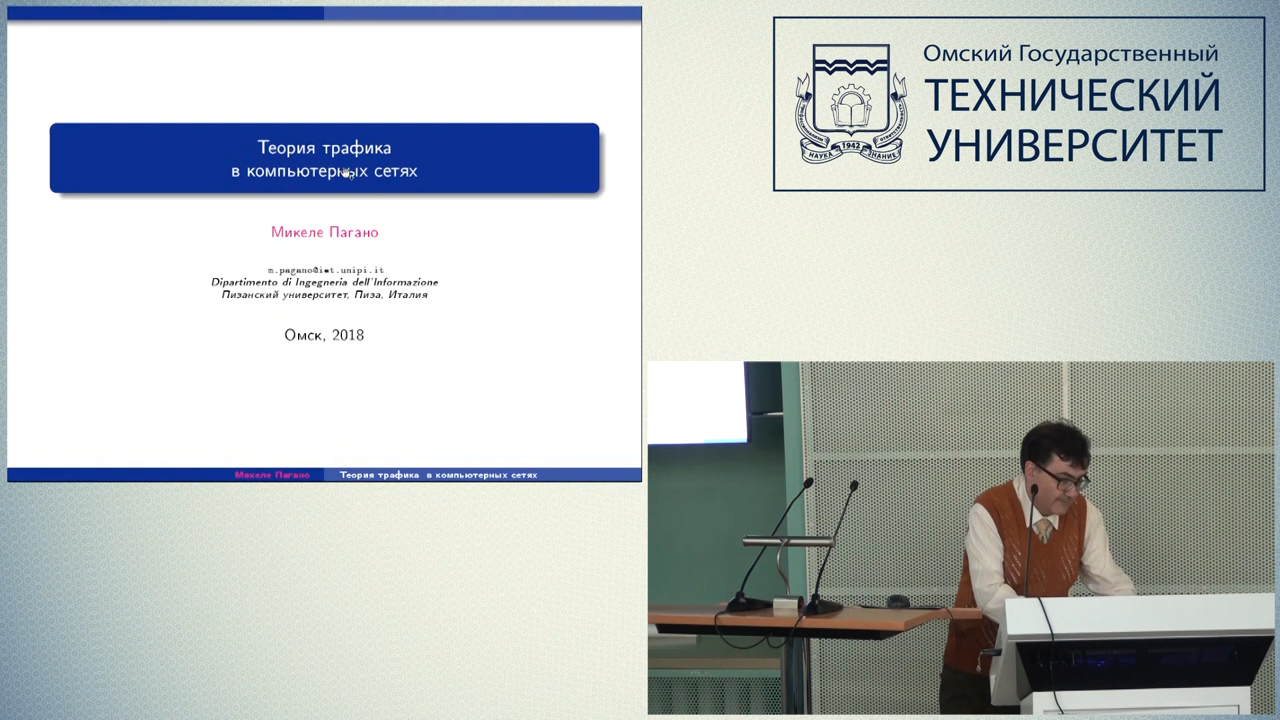 Теория трафика
в компьютерных сетях
Микеле Пагано
m.pagano@iet.unipi.it
Dipartimento di Ingegneria dell'Informazione
Пизанский университет, Пиза, Италия
Омск, 2018
Микеле Пагано
Теория трафика в компьютерных сетях
Омский Государственный
ТЕХНИЧЕСКИЙ
УНИВЕРСИТЕТ
НАУКА 1942 ЗНАНИЕ